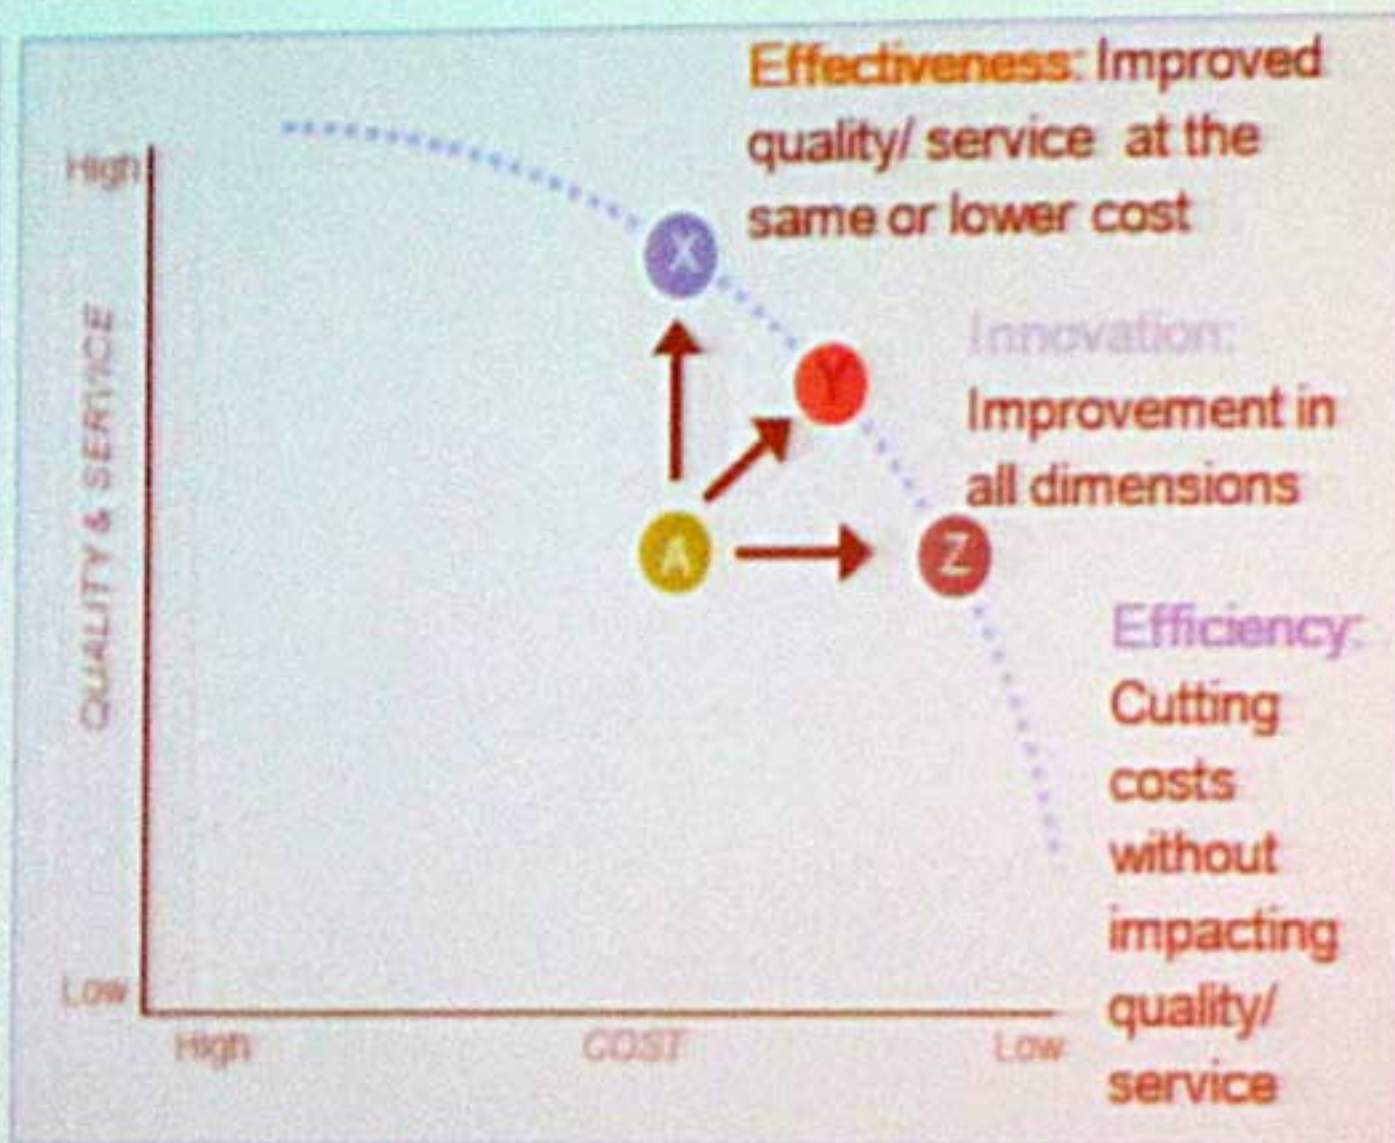 Effectiveness: Improved
quality/ service at the
same or lower cost
High
X
Innovation:
Y
Improvement in
all dimensions
QUALITY & SERVICE
A
Z
Efficiency:
Cutting
costs
without
impacting
quality/
service
Low
High
COST
Low